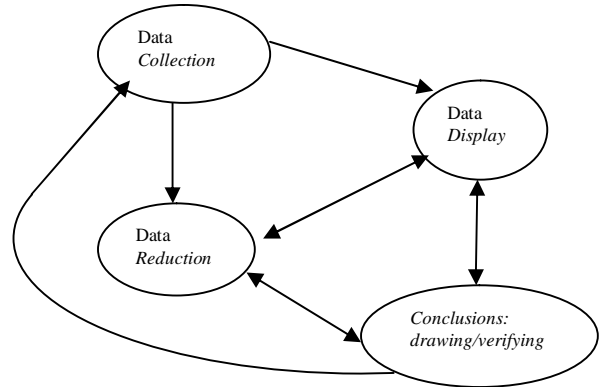 Data
Collection
Data
Display
Data
Reduction
Conclusions:
drawing/verifying